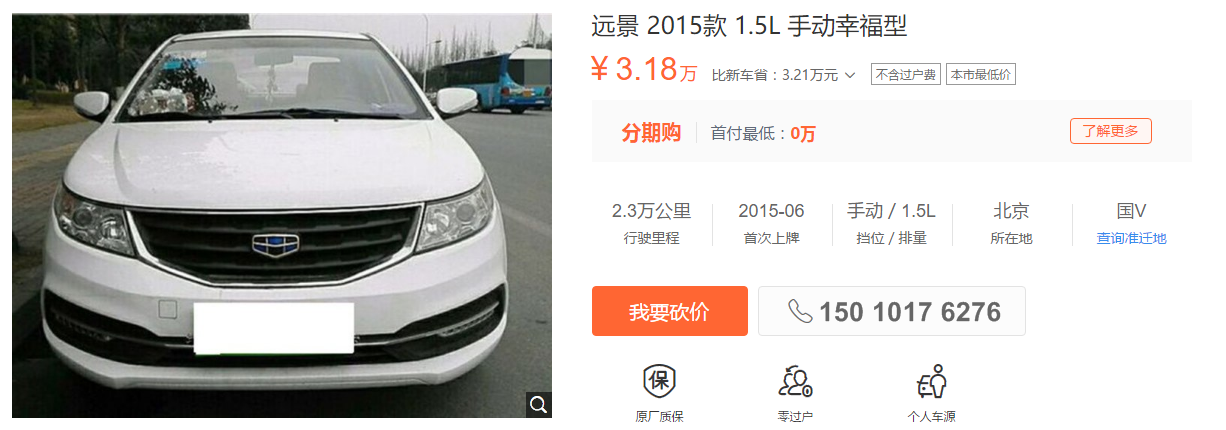 远景 2015款 1.5L 手动幸福型
¥ 3.18 万 比新车省：3.21万元 不含过户费 本市最低价
分期购 首付最低：0万 了解更多
2.3万公里 2015-06 手动 / 1.5L 北京 国V
行驶里程 首次上牌 挡位 / 排量 所在地 查询准迁地
我要砍价 150 1017 6276
保
原厂质保 零过户 个人车源